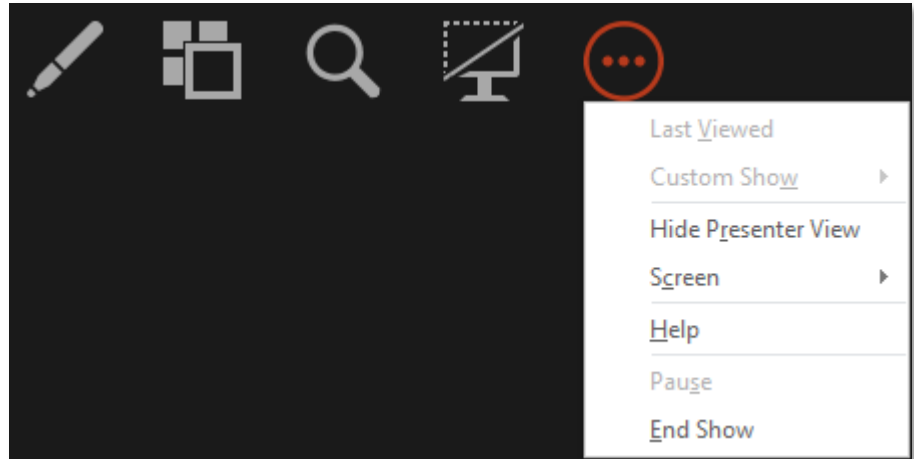 Last Viewed
Custom Show
Hide Presenter View
Screen
Help
Pause
End Show